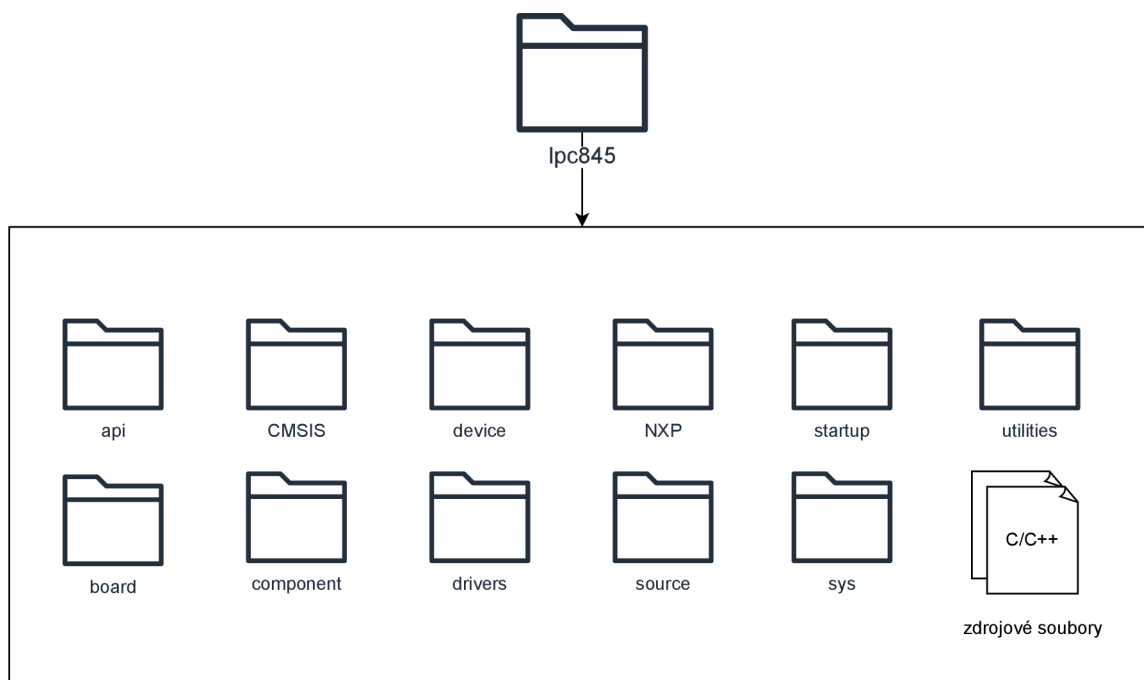 lpc845
api
CMSIS
device
NXP
startup
utilities
board
component
drivers
source
sys
C/C++
zdrojové soubory